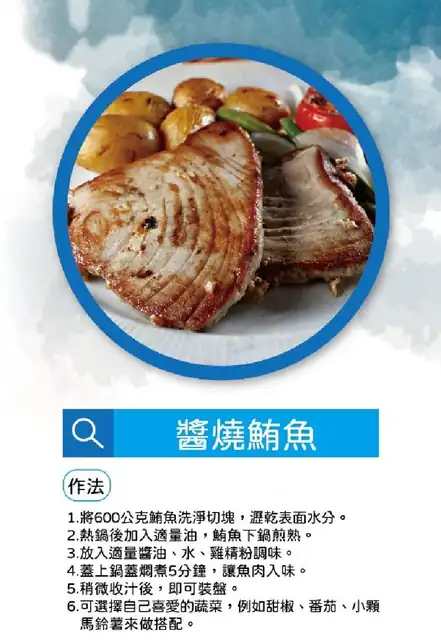 醬燒鮪魚
作法
1.將600公克鮪魚洗淨切塊，瀝乾表面水分。
2.熱鍋後加入適量油，鮪魚下鍋煎熟。
3.放入適量醬油、水、雞精粉調味。
4.蓋上鍋蓋燜煮5分鐘，讓魚肉入味。
5.稍微收汁後，即可裝盤。
6.可選擇自己喜愛的蔬菜，例如甜椒、番茄、小顆
馬鈴薯來做搭配。